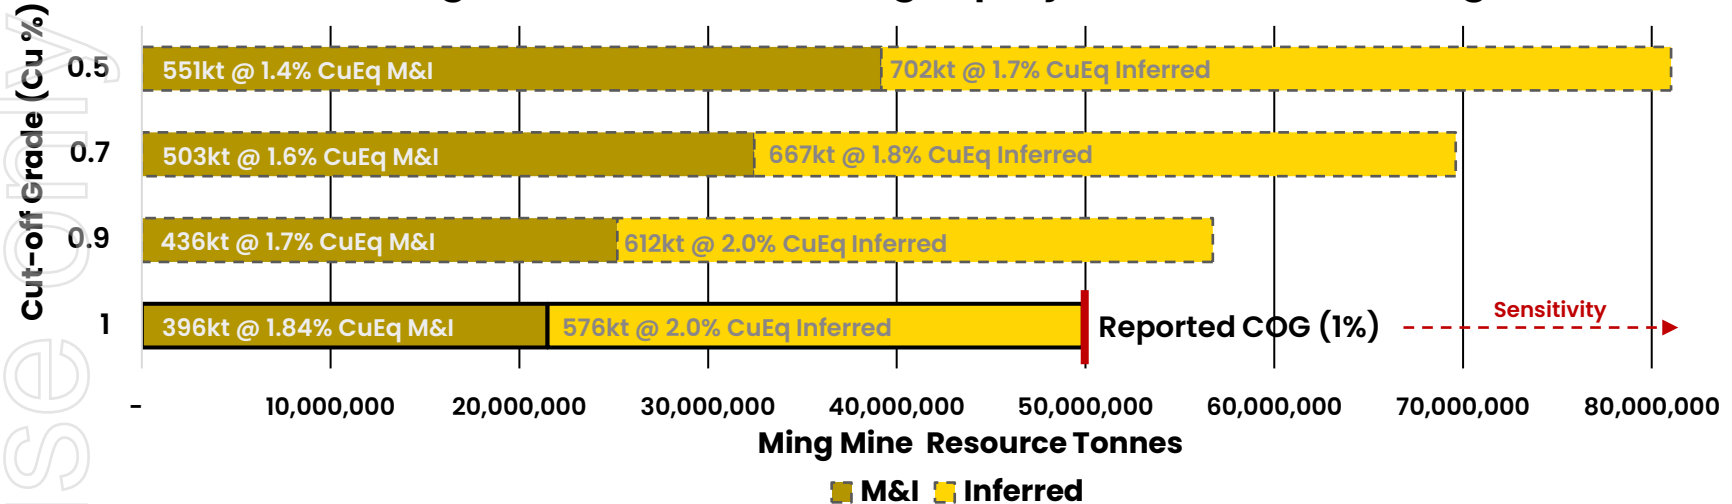 Cut-off Grade (Cu %)
0.5
551kt @ 1.4% CuEq M&I
702kt @ 1.7% CuEq Inferred
0.7
503kt @ 1.6% CuEq M&I
667kt @ 1.8% CuEq Inferred
0.9
436kt @ 1.7% CuEq M&I
612kt @ 2.0% CuEq Inferred
1
396kt @ 1.84% CuEq M&I
576kt @ 2.0% CuEq Inferred
Reported COG (1%)
Sensitivity
-
10,000,000
20,000,000
30,000,000
40,000,000
50,000,000
60,000,000
70,000,000
80,000,000
Ming Mine Resource Tonnes
M&I
Inferred
use only